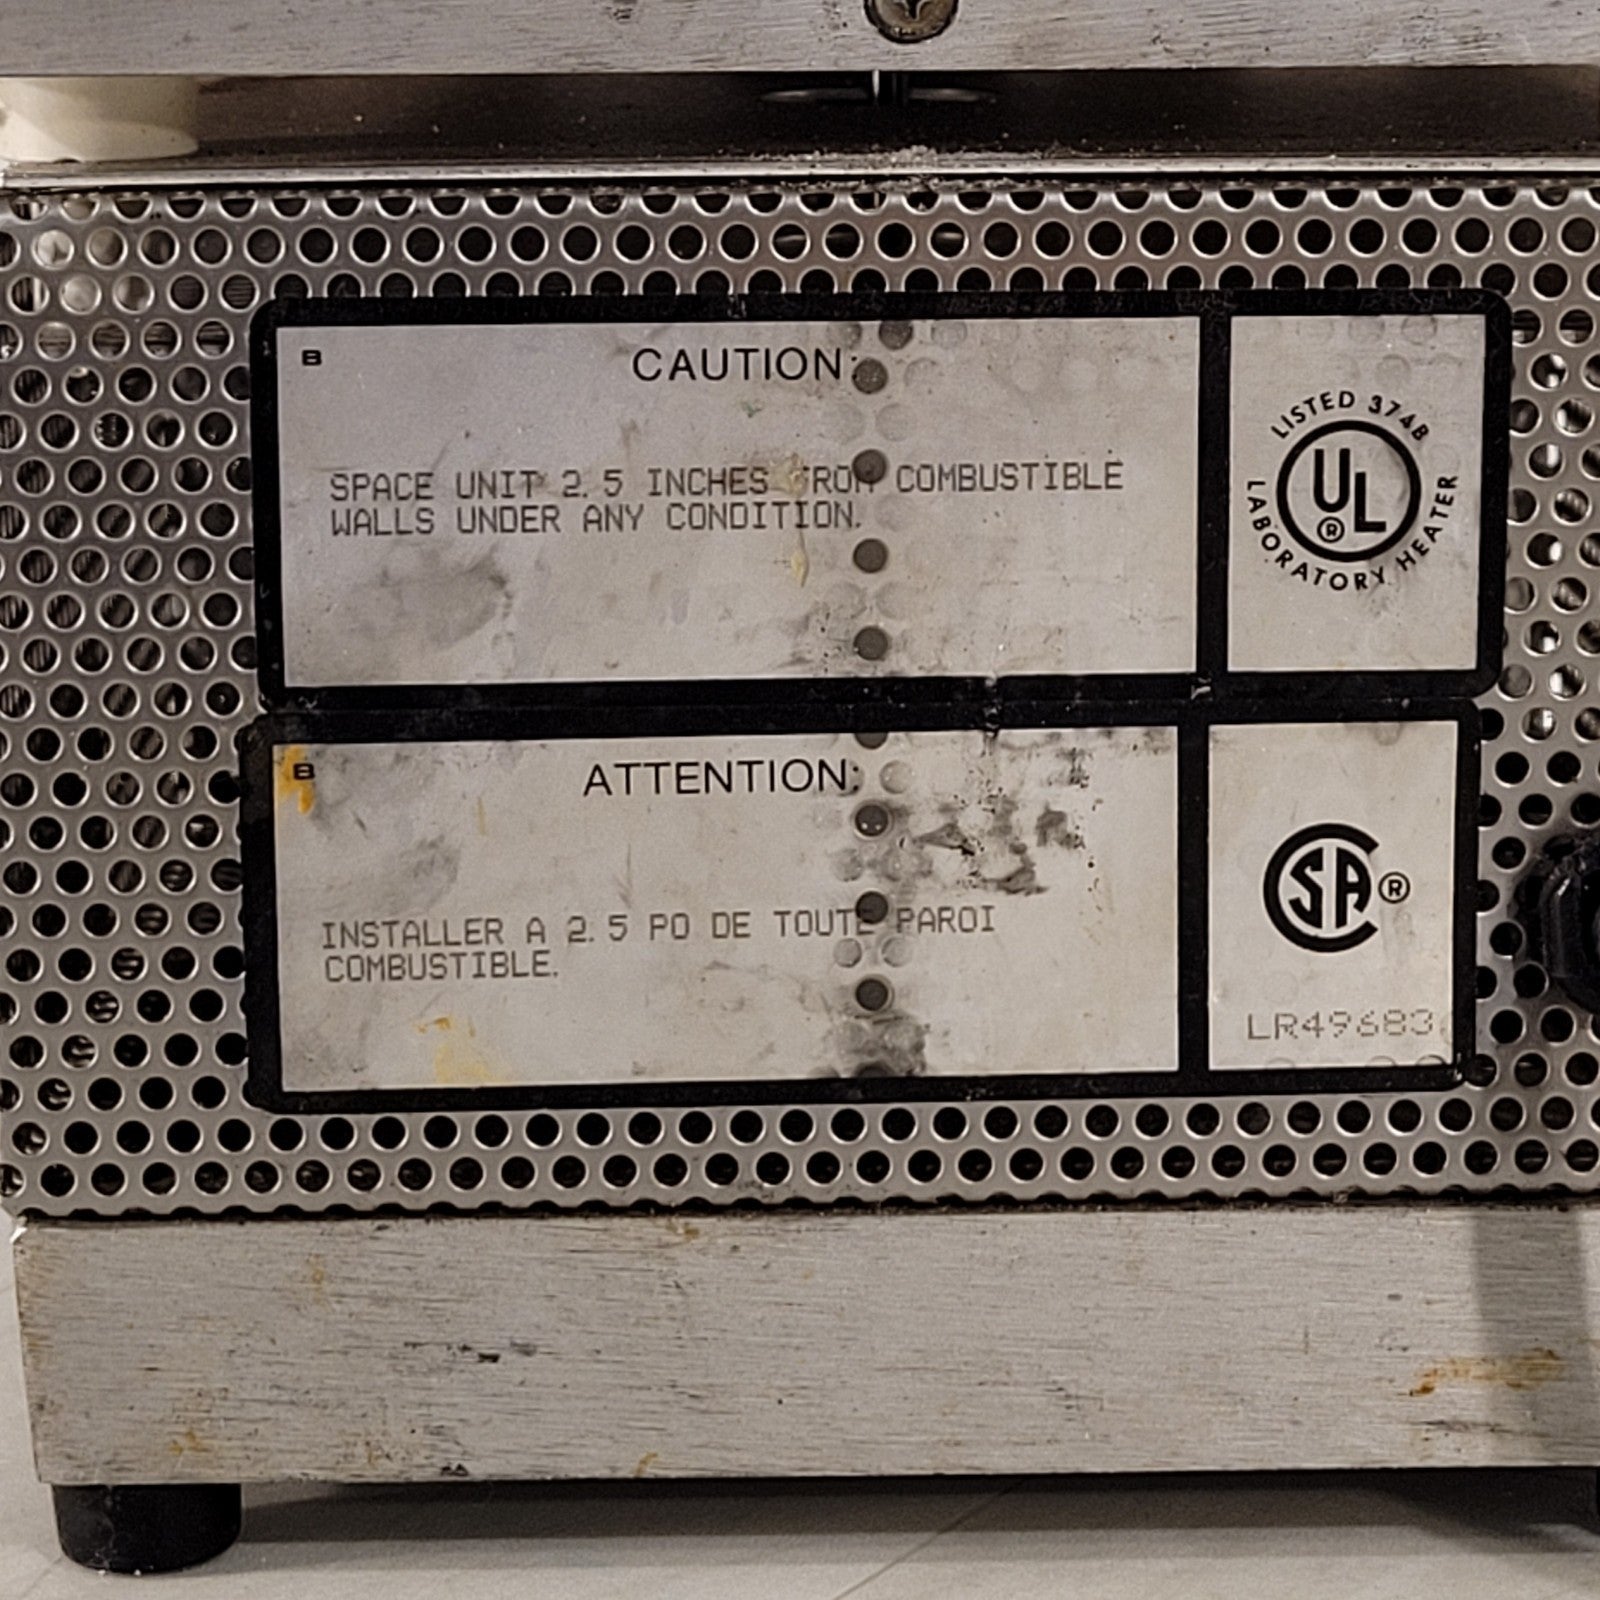 B
CAUTION:
SPACE UNIT 2.5 INCHES FROM COMBUSTIBLE
WALLS UNDER ANY CONDITION.
LISTED 374B
UL
®
LABORATORY HEATER
B
ATTENTION:
INSTALLER A 2.5 PO DE TOUTE PAROI
COMBUSTIBLE.
CSA ®
LR49683